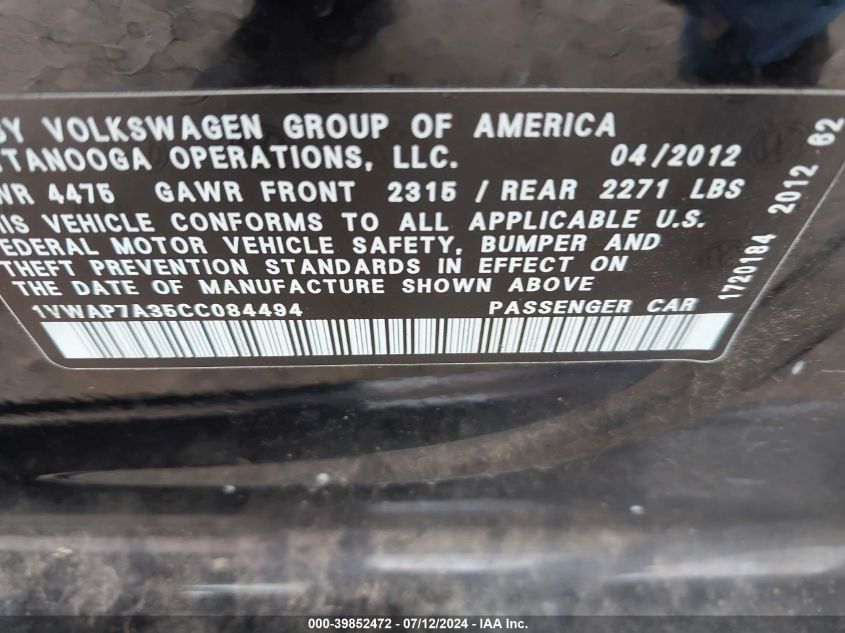 BY VOLKSWAGEN GROUP OF AMERICA
TTANOOGA OPERATIONS, LLC. 04/2012
WR 4475 GAWR FRONT 2315 / REAR 2271 LBS
IS VEHICLE CONFORMS TO ALL APPLICABLE U.S.
EDERAL MOTOR VEHICLE SAFETY, BUMPER AND
THEFT PREVENTION STANDARDS IN EFFECT ON
THE DATE OF MANUFACTURE SHOWN ABOVE
1VWAP7A35CC084494 PASSENGER CAR
1720184 2012 62
000-39852472 - 07/12/2024 - IAA Inc.